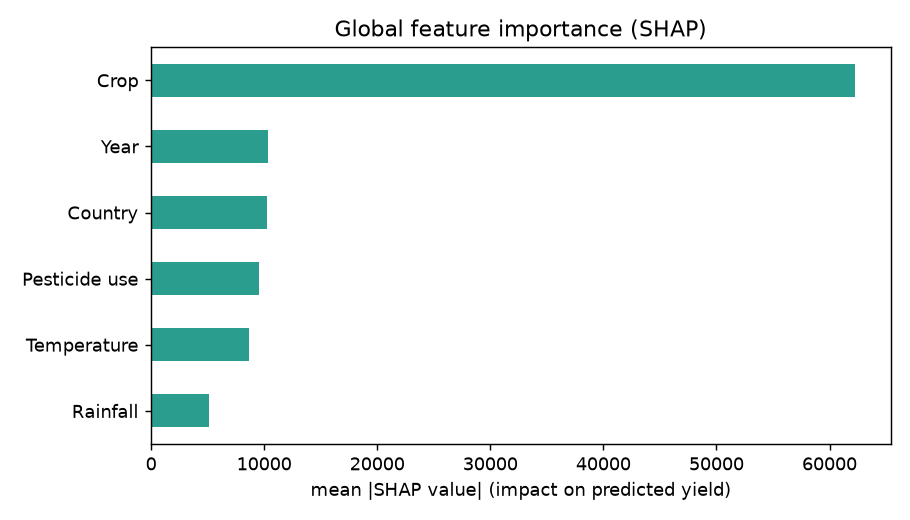 Global feature importance (SHAP)
Crop
Year
Country
Pesticide use
Temperature
Rainfall
0 10000 20000 30000 40000 50000 60000
mean |SHAP value| (impact on predicted yield)